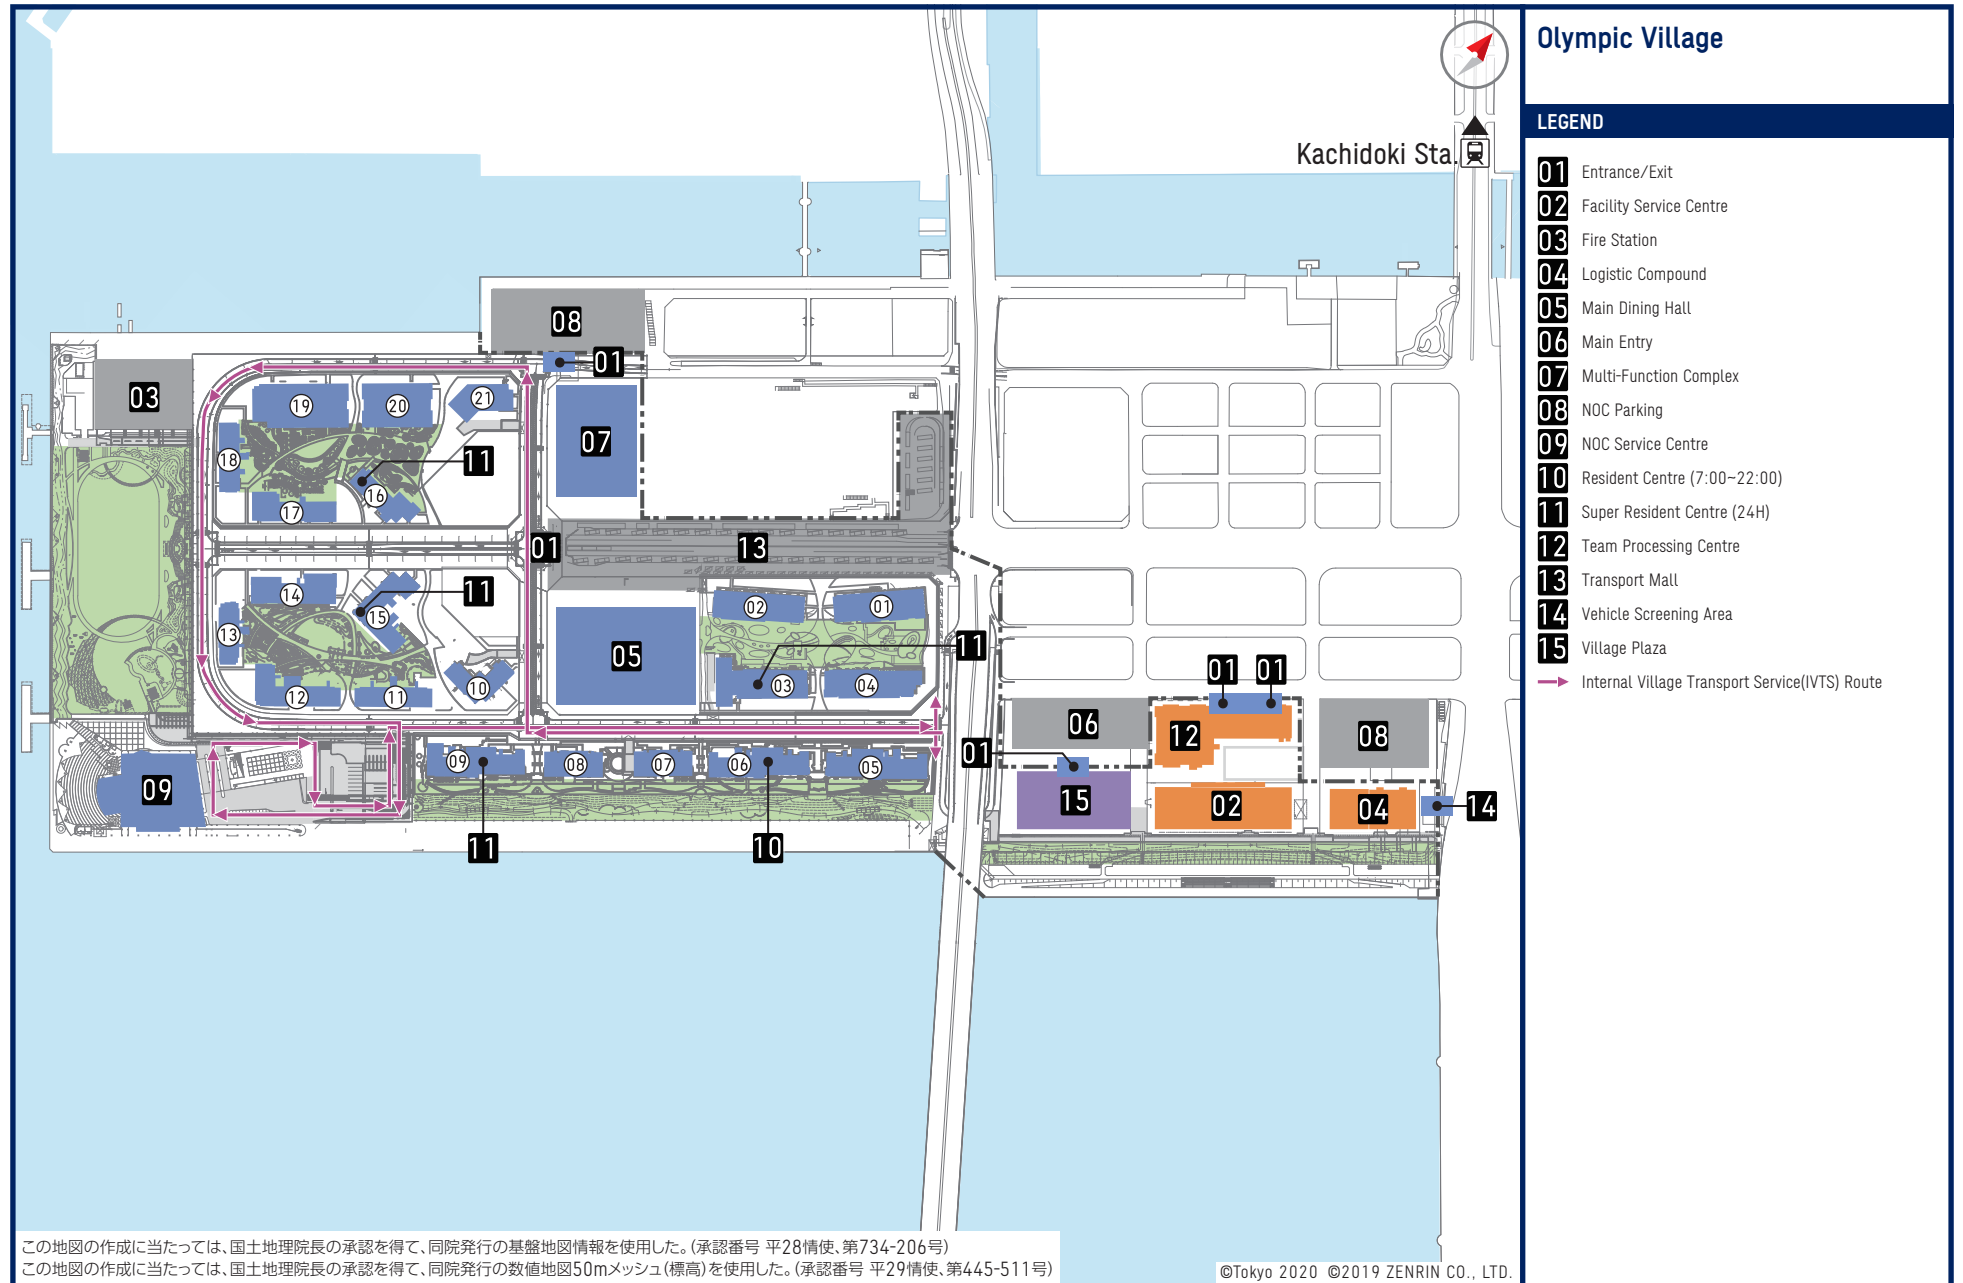 Olympic Village
LEGEND
01 Entrance/Exit
02 Facility Service Centre
03 Fire Station
04 Logistic Compound
05 Main Dining Hall
06 Main Entry
07 Multi-Function Complex
08 NOC Parking
09 NOC Service Centre
10 Resident Centre (7:00~22:00)
11 Super Resident Centre (24H)
12 Team Processing Centre
13 Transport Mall
14 Vehicle Screening Area
15 Village Plaza
Internal Village Transport Service(IVTS) Route
Kachidoki Sta.
08
01
03
19
20
21
07
18
11
16
17
01
13
14
11
15
02
01
13
05
11
12
11
10
03
04
01
01
06
12
08
01
09
08
07
06
05
09
15
02
04
14
11
10
この地図の作成に当たっては、国土地理院長の承認を得て、同院発行の基盤地図情報を使用した。(承認番号 平28情使、第734-206号)
この地図の作成に当たっては、国土地理院長の承認を得て、同院発行の数値地図50mメッシュ(標高)を使用した。(承認番号 平29情使、第445-511号)
©Tokyo 2020 ©2019 ZENRIN CO., LTD.